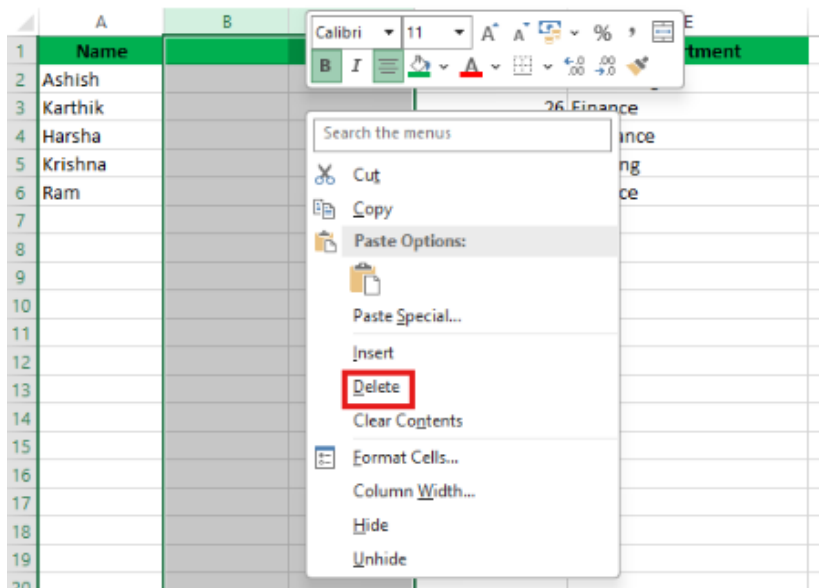 A B E
Calibri 11 % ,
B I A
1 Name tment
2 Ashish
3 Karthik 26 Finance
4 Harsha ance
5 Krishna ng
6 Ram ce
7
8
9
10
11
12
13
14
15
16
17
18
19
20
Search the menus
Cut
Copy
Paste Options:
Paste Special...
Insert
Delete
Clear Contents
Format Cells...
Column Width...
Hide
Unhide